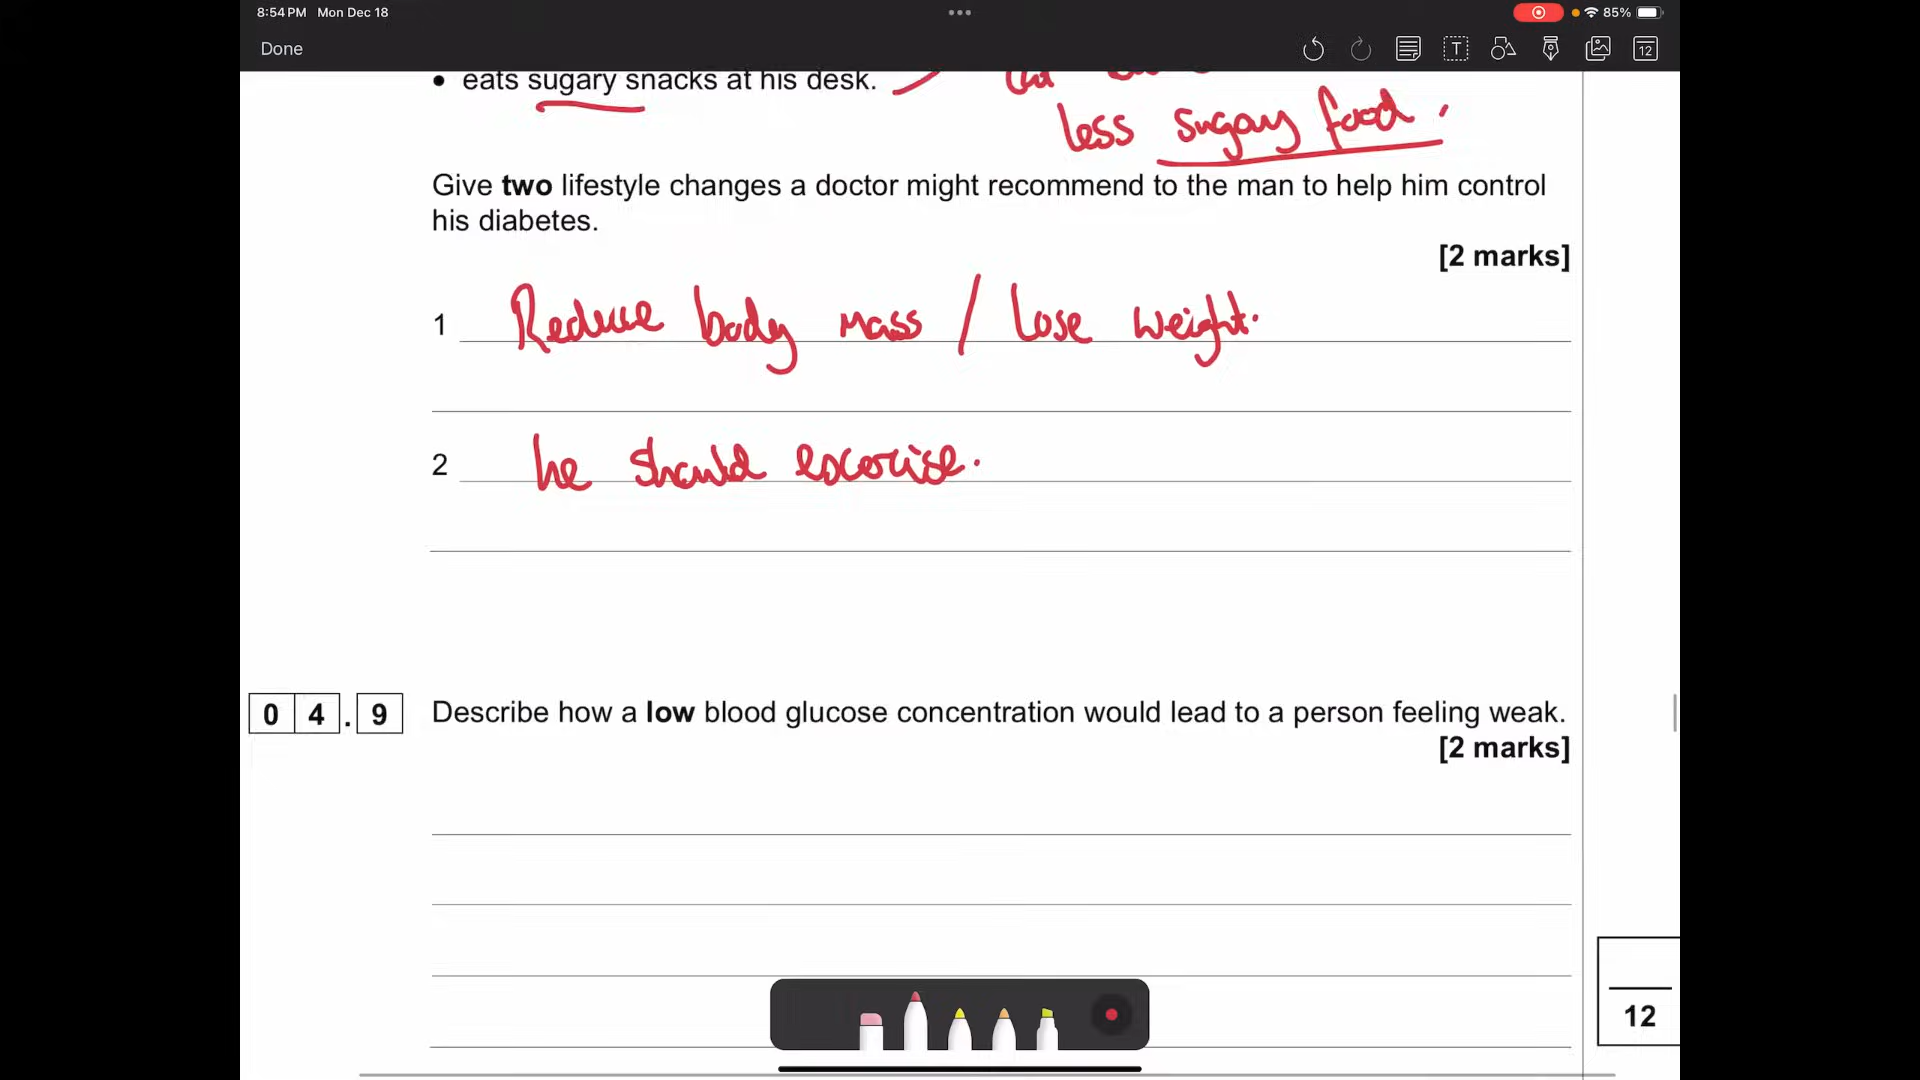 8:54 PM Mon Dec 18
85%
Done
T
12
• eats sugary snacks at his desk.
less sugary food.
Give two lifestyle changes a doctor might recommend to the man to help him control
his diabetes.
[2 marks]
1 Reduce body mass / lose weight.
2 he should excercise.
0 4 . 9 Describe how a low blood glucose concentration would lead to a person feeling weak.
[2 marks]
12